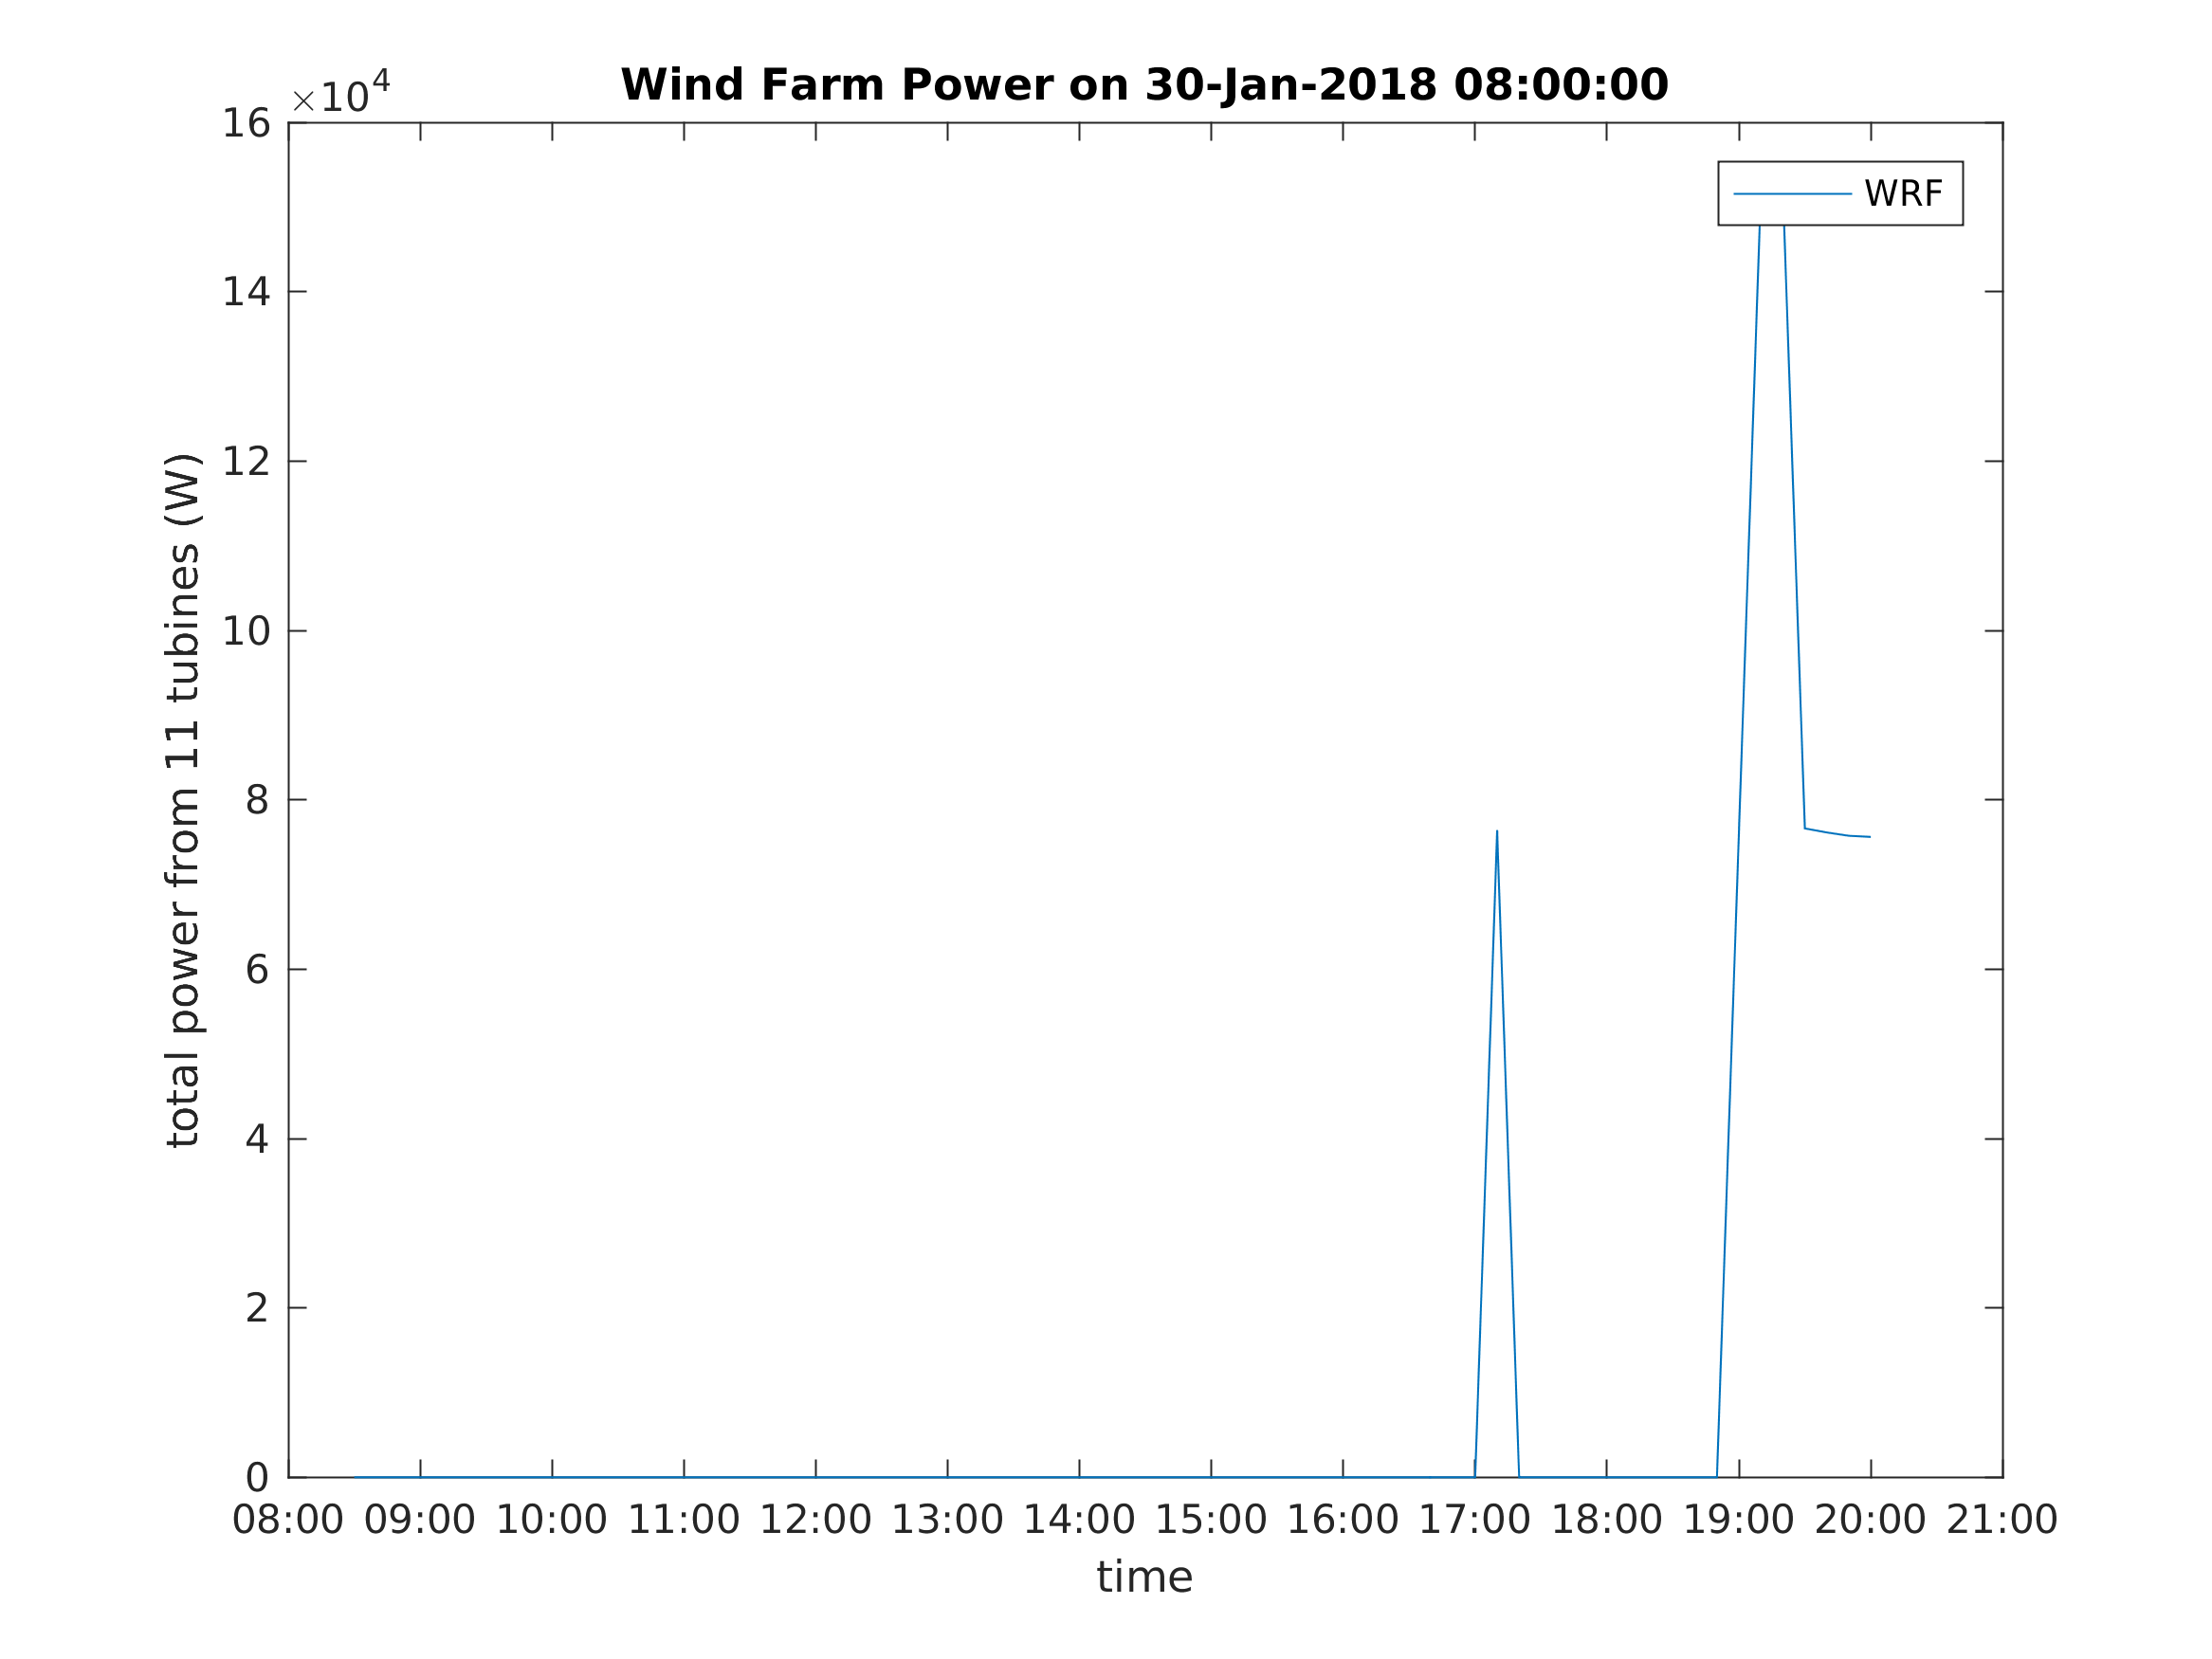 Wind Farm Power on 30-Jan-2018 08:00:00
×10⁴
16
14
12
10
8
6
4
2
0
total power from 11 tubines (W)
WRF
08:00 09:00 10:00 11:00 12:00 13:00 14:00 15:00 16:00 17:00 18:00 19:00 20:00 21:00
time